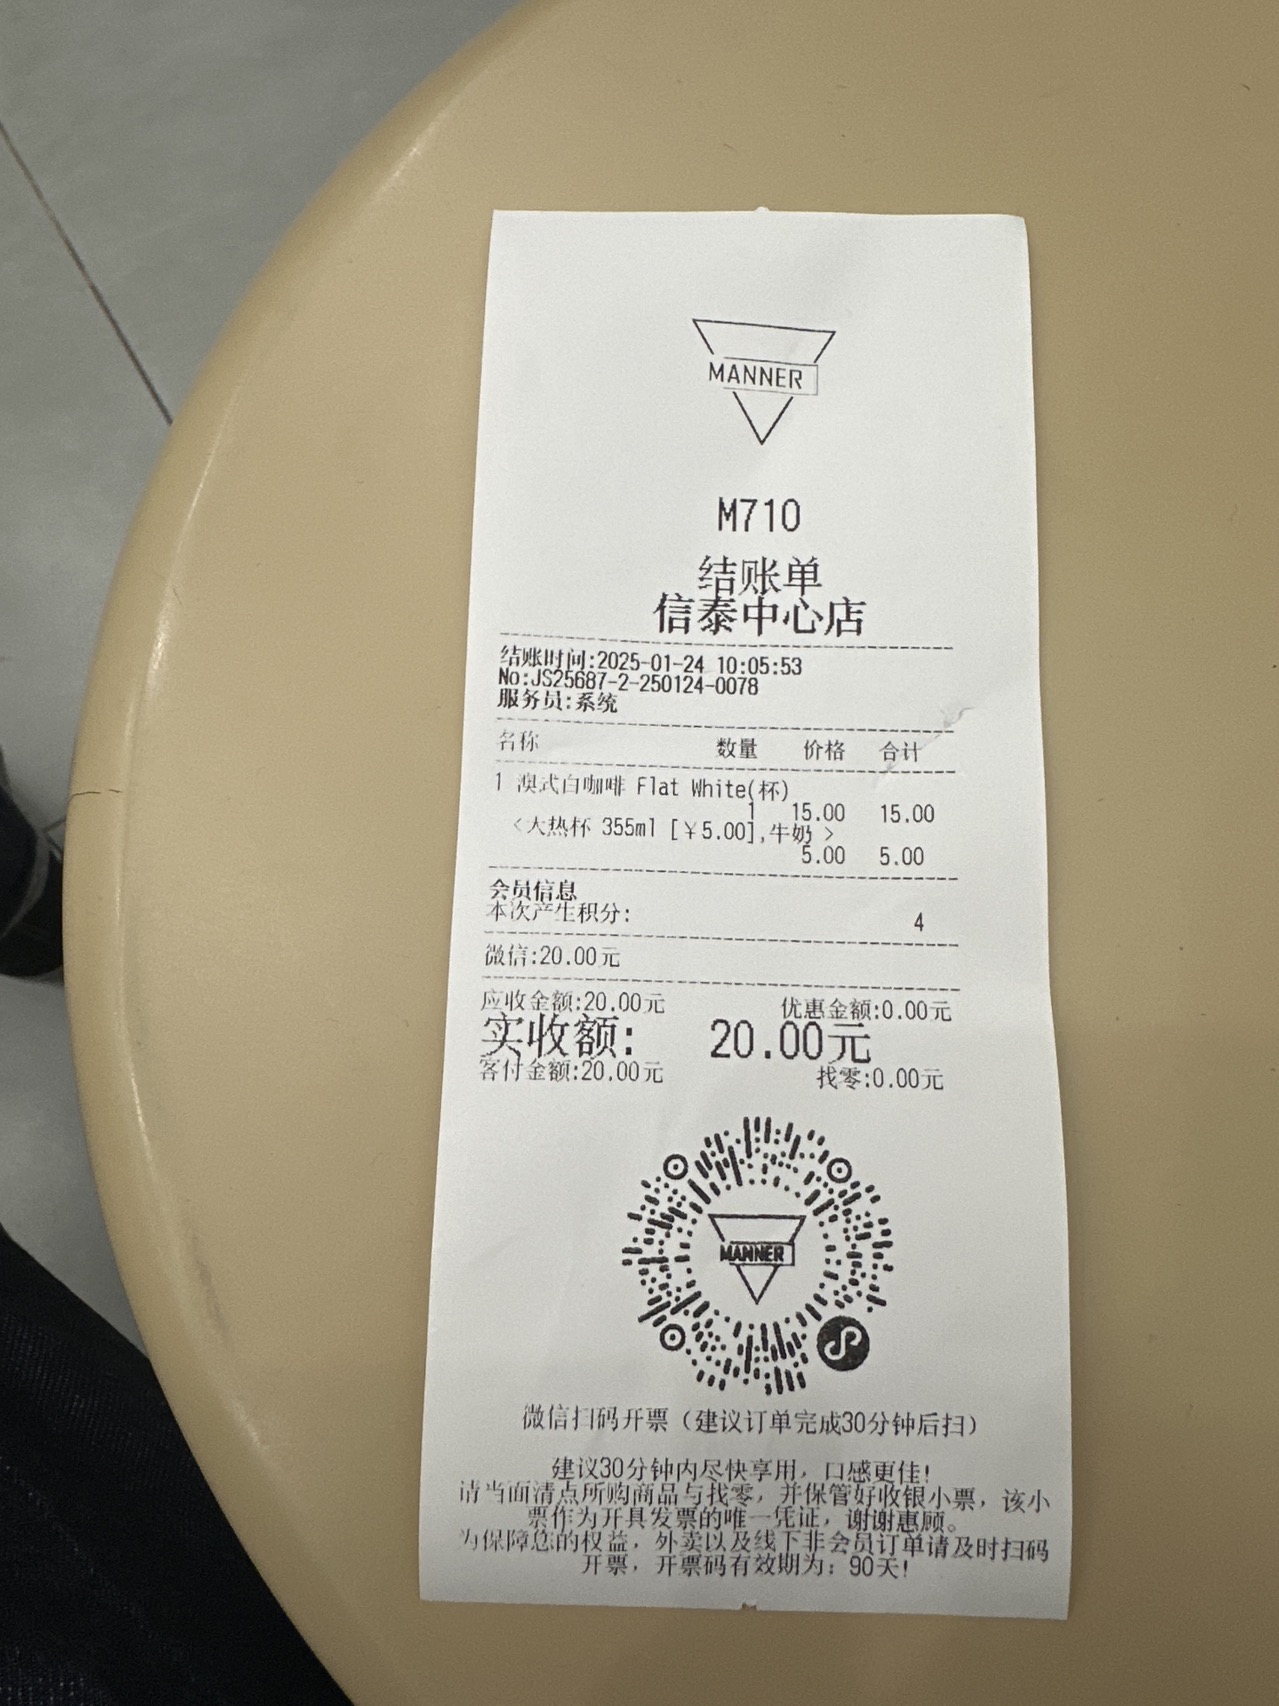 MANNER
M710
结账单
信泰中心店
结账时间:2025-01-24 10:05:53
No:JS25687-2-250124-0078
服务员:系统
名称 数量 价格 合计
1 澳式白咖啡 Flat White(杯)
1 15.00 15.00
<大热杯 355ml [￥5.00],牛奶 >
5.00 5.00
会员信息
本次产生积分: 4
微信:20.00元
应收金额:20.00元 优惠金额:0.00元
实收额: 20.00元
客付金额:20.00元 找零:0.00元
MANNER
微信扫码开票（建议订单完成30分钟后扫）
建议30分钟内尽快享用，口感更佳！
请当面清点所购商品与找零，并保管好收银小票，该小
票作为开具发票的唯一凭证，谢谢惠顾。
为保障您的权益，外卖以及线下非会员订单请及时扫码
开票，开票码有效期为：90天！